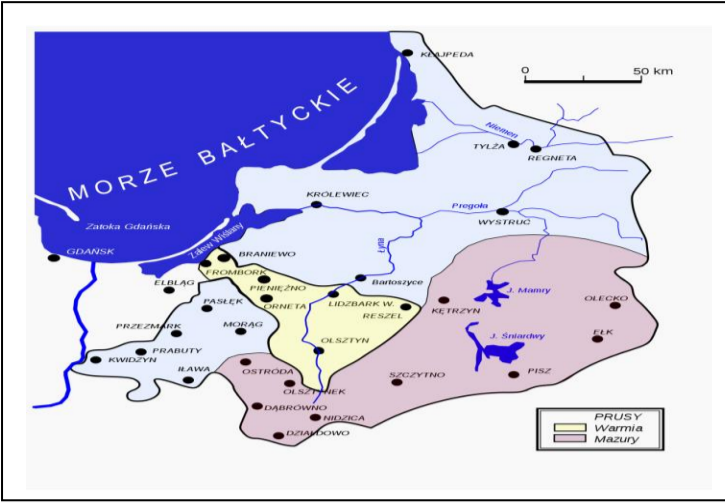 KŁAJPEDA
0 50 km
MORZE BAŁTYCKIE
Niemen
TYLŻA
REGNETA
KRÓLEWIEC
Pregoła
WYSTRUĆ
Zatoka Gdańska
Zalew Wiślany
Łyna
GDAŃSK
BRANIEWO
FROMBORK
ELBLĄG
PIENIĘŻNO
Bartoszyce
J. Mamry
PASŁĘK
ORNETA
LIDZBARK W.
RESZEL
KĘTRZYN
OLECKO
PRZEZMARK
MORĄG
J. Śniardwy
EŁK
PRABUTY
OLSZTYN
KWIDZYN
OSTRÓDA
SZCZYTNO
PISZ
IŁAWA
OLSZTYNEK
DĄBRÓWNO
NIDZICA
DZIAŁDOWO
PRUSY
Warmia
Mazury